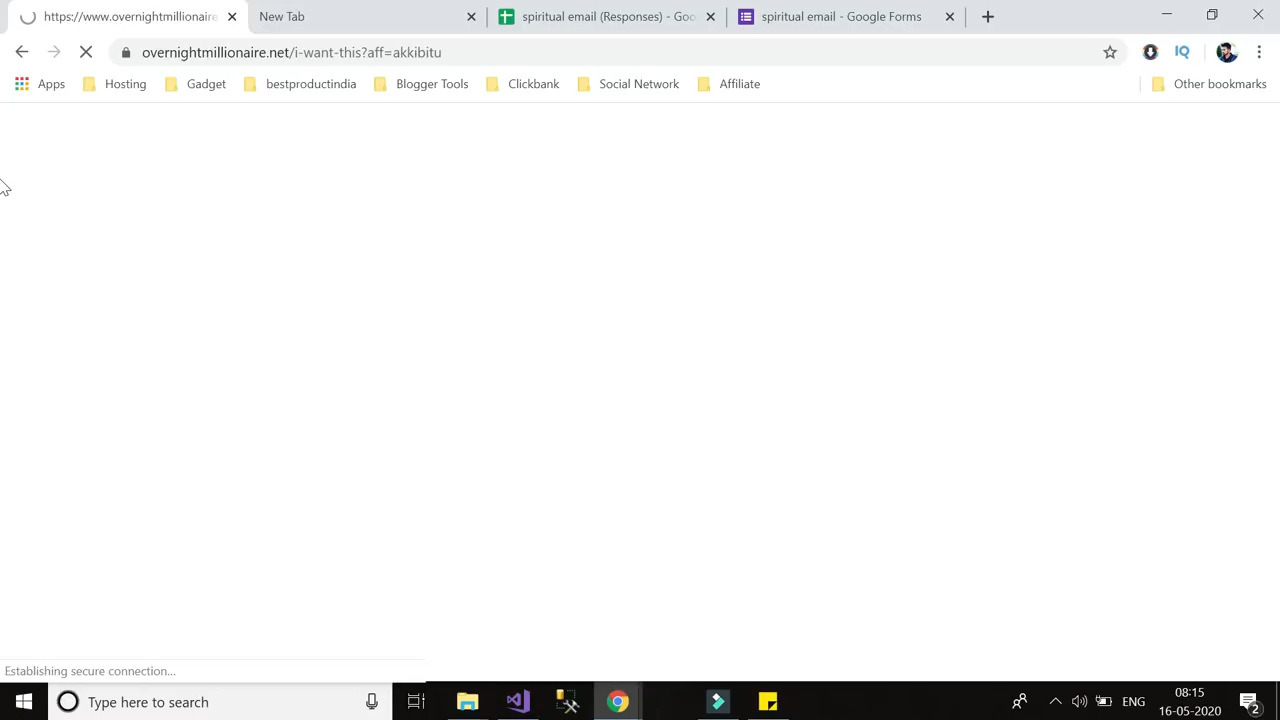 https://www.overnightmillionaire
New Tab
spiritual email (Responses) - Goo
spiritual email - Google Forms
overnightmillionaire.net/i-want-this?aff=akkibitu
IQ
Apps
Hosting
Gadget
bestproductindia
Blogger Tools
Clickbank
Social Network
Affiliate
Other bookmarks
Establishing secure connection...
Type here to search
ENG
08:15
16-05-2020
2